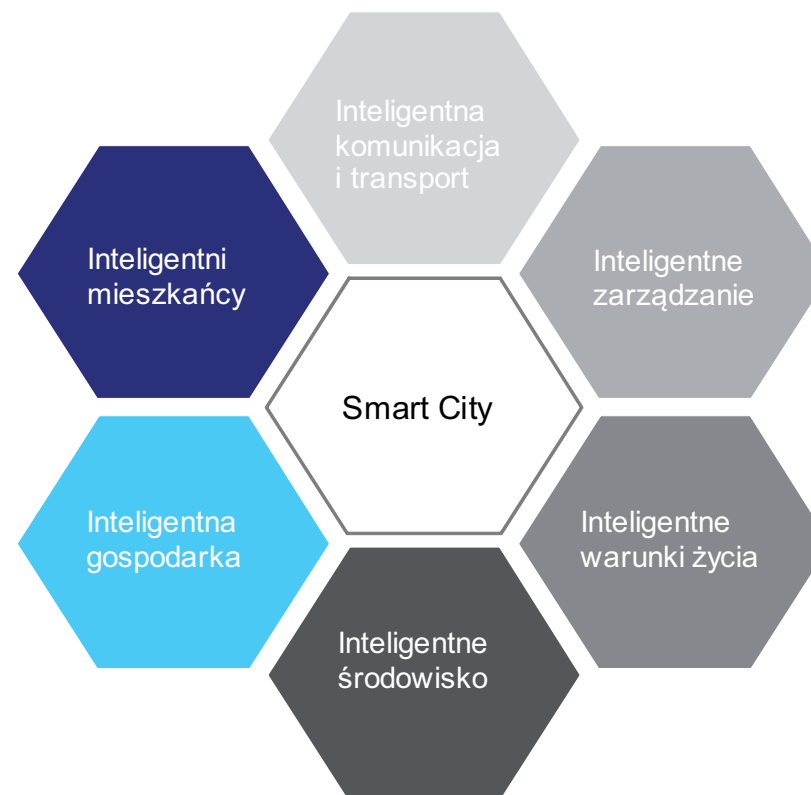 Inteligentna
komunikacja
i transport
Inteligentni
mieszkańcy
Inteligentne
zarządzanie
Smart City
Inteligentna
gospodarka
Inteligentne
warunki życia
Inteligentne
środowisko